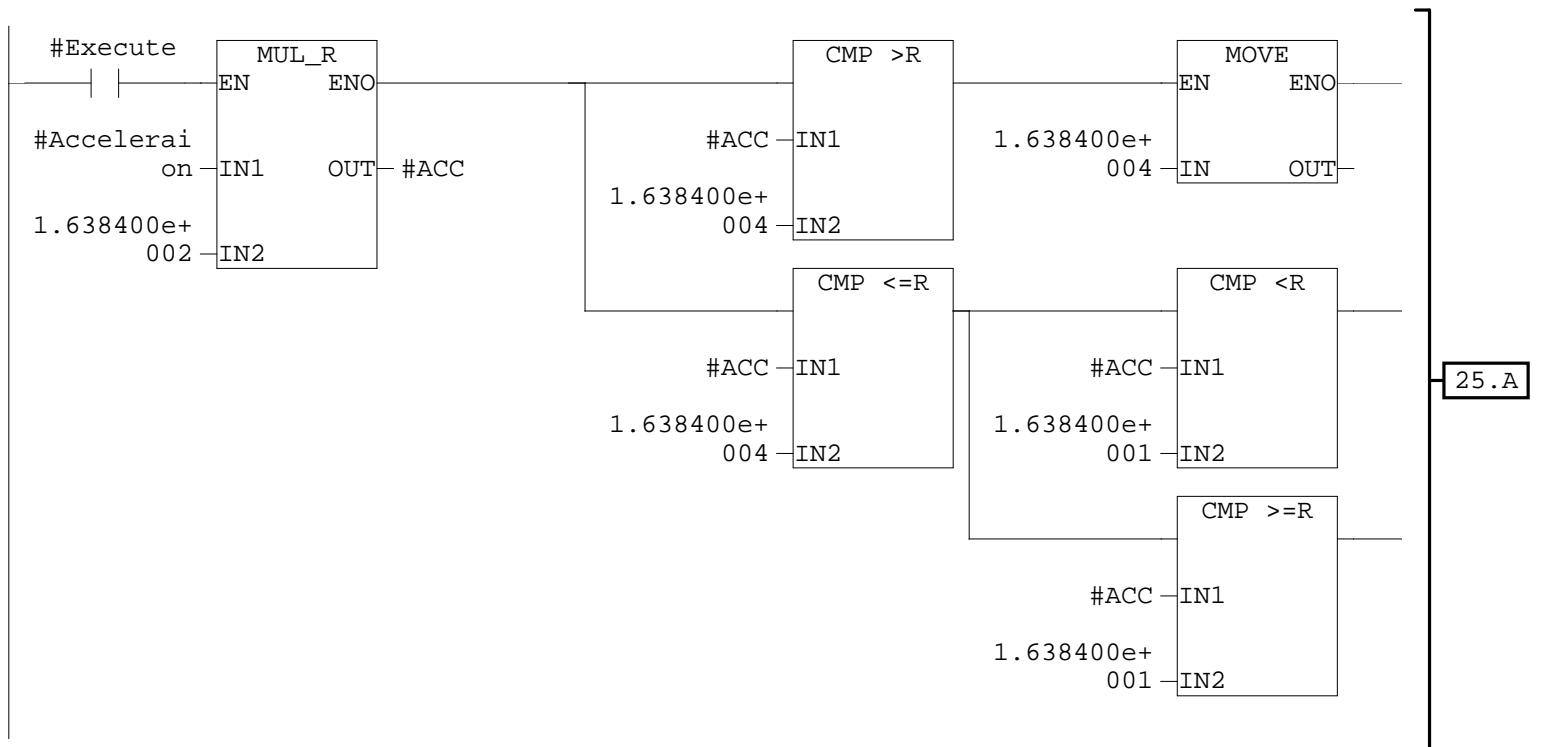 #Execute
MUL_R
EN ENO
#Accelerai
on IN1 OUT #ACC
1.638400e+
002 IN2
CMP >R
#ACC IN1
1.638400e+
004 IN2
MOVE
EN ENO
1.638400e+
004 IN OUT
CMP <=R
#ACC IN1
1.638400e+
004 IN2
CMP <R
#ACC IN1
1.638400e+
001 IN2
25.A
CMP >=R
#ACC IN1
1.638400e+
001 IN2